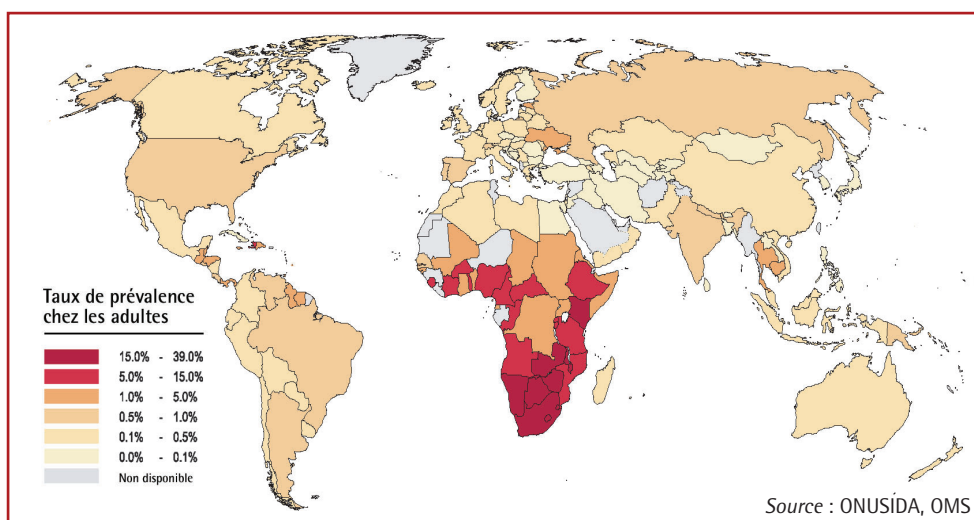 Taux de prévalence
chez les adultes
15.0% - 39.0%
5.0% - 15.0%
1.0% - 5.0%
0.5% - 1.0%
0.1% - 0.5%
0.0% - 0.1%
Non disponible
Source : ONUSÍDA, OMS